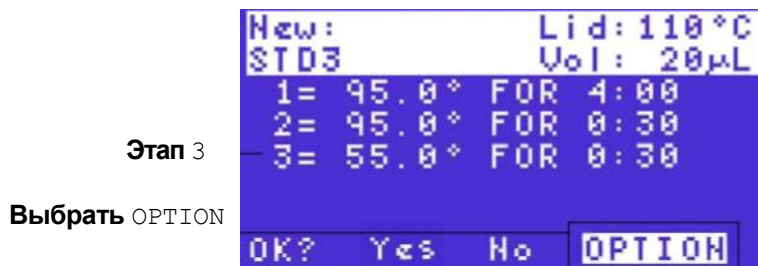 New: Lid:110°C
STD3 Vol: 20µL
1= 95.0° FOR 4:00
2= 95.0° FOR 0:30
Этап 3
3= 55.0° FOR 0:30
Выбрать OPTION
OK? Yes No OPTION